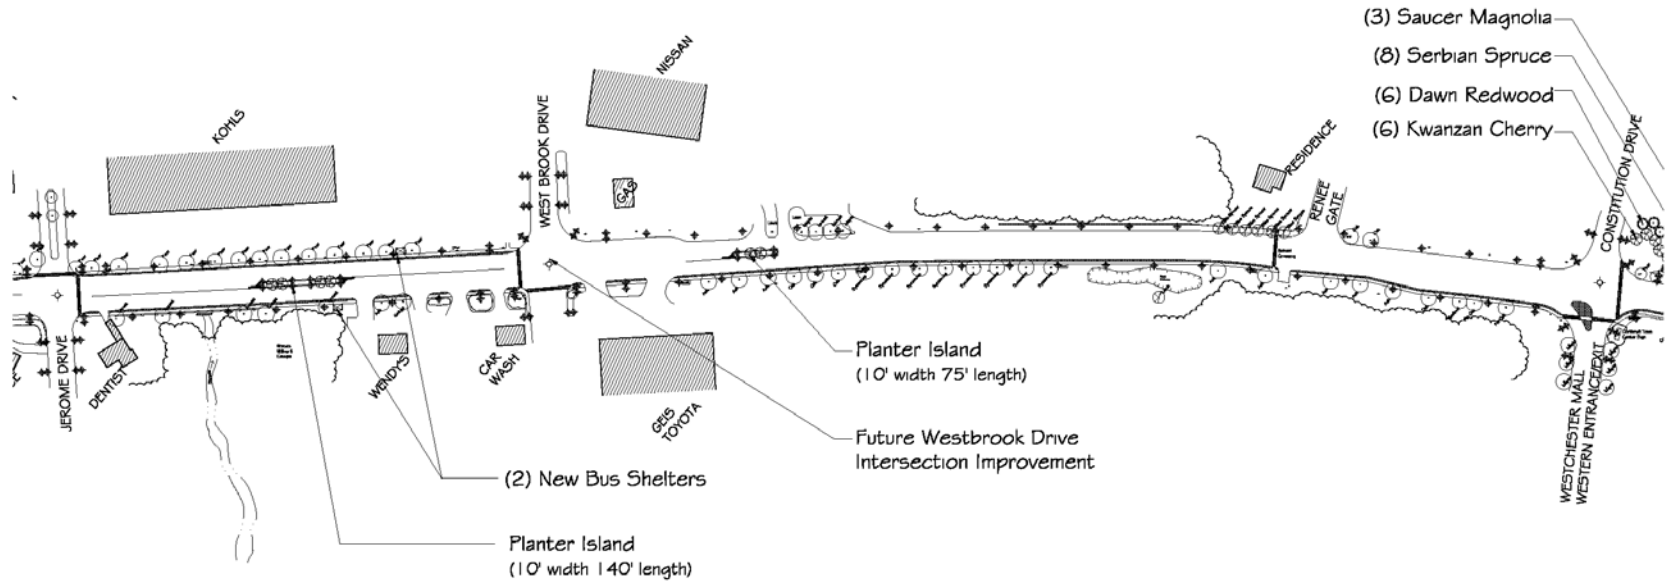 (3) Saucer Magnolia
(8) Serbian Spruce
(6) Dawn Redwood
(6) Kwanzan Cherry
NISSAN
KOHLS
WEST BROOK DRIVE
GAS
RESIDENCE
RENEE
GATE
CONSTITUTION DRIVE
JEROME DRIVE
DENTIST
WENDYS
CAR
WASH
GEIS
TOYOTA
Planter Island
(10' width 75' length)
WESTCHESTER MALL
WESTERN ENTRANCE/EXIT
Future Westbrook Drive
Intersection Improvement
(2) New Bus Shelters
Planter Island
(10' width 140' length)